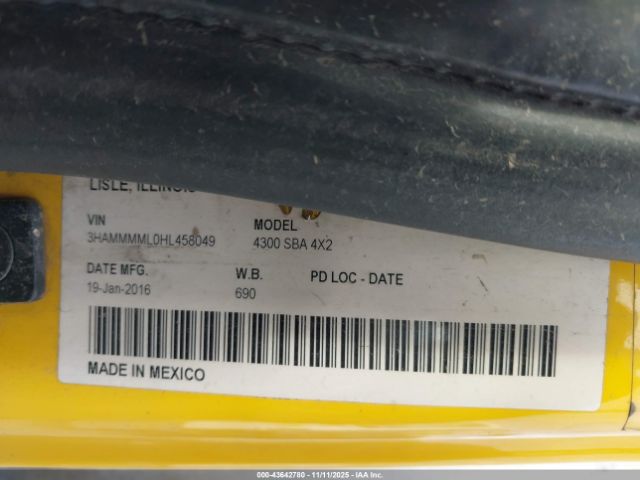 LISLE, ILLINOIS
VIN MODEL
3HAMMMML0HL458049 4300 SBA 4X2
DATE MFG. W.B. PD LOC - DATE
19-Jan-2016 690
MADE IN MEXICO
000-43642780 - 11/11/2025 - IAA Inc.